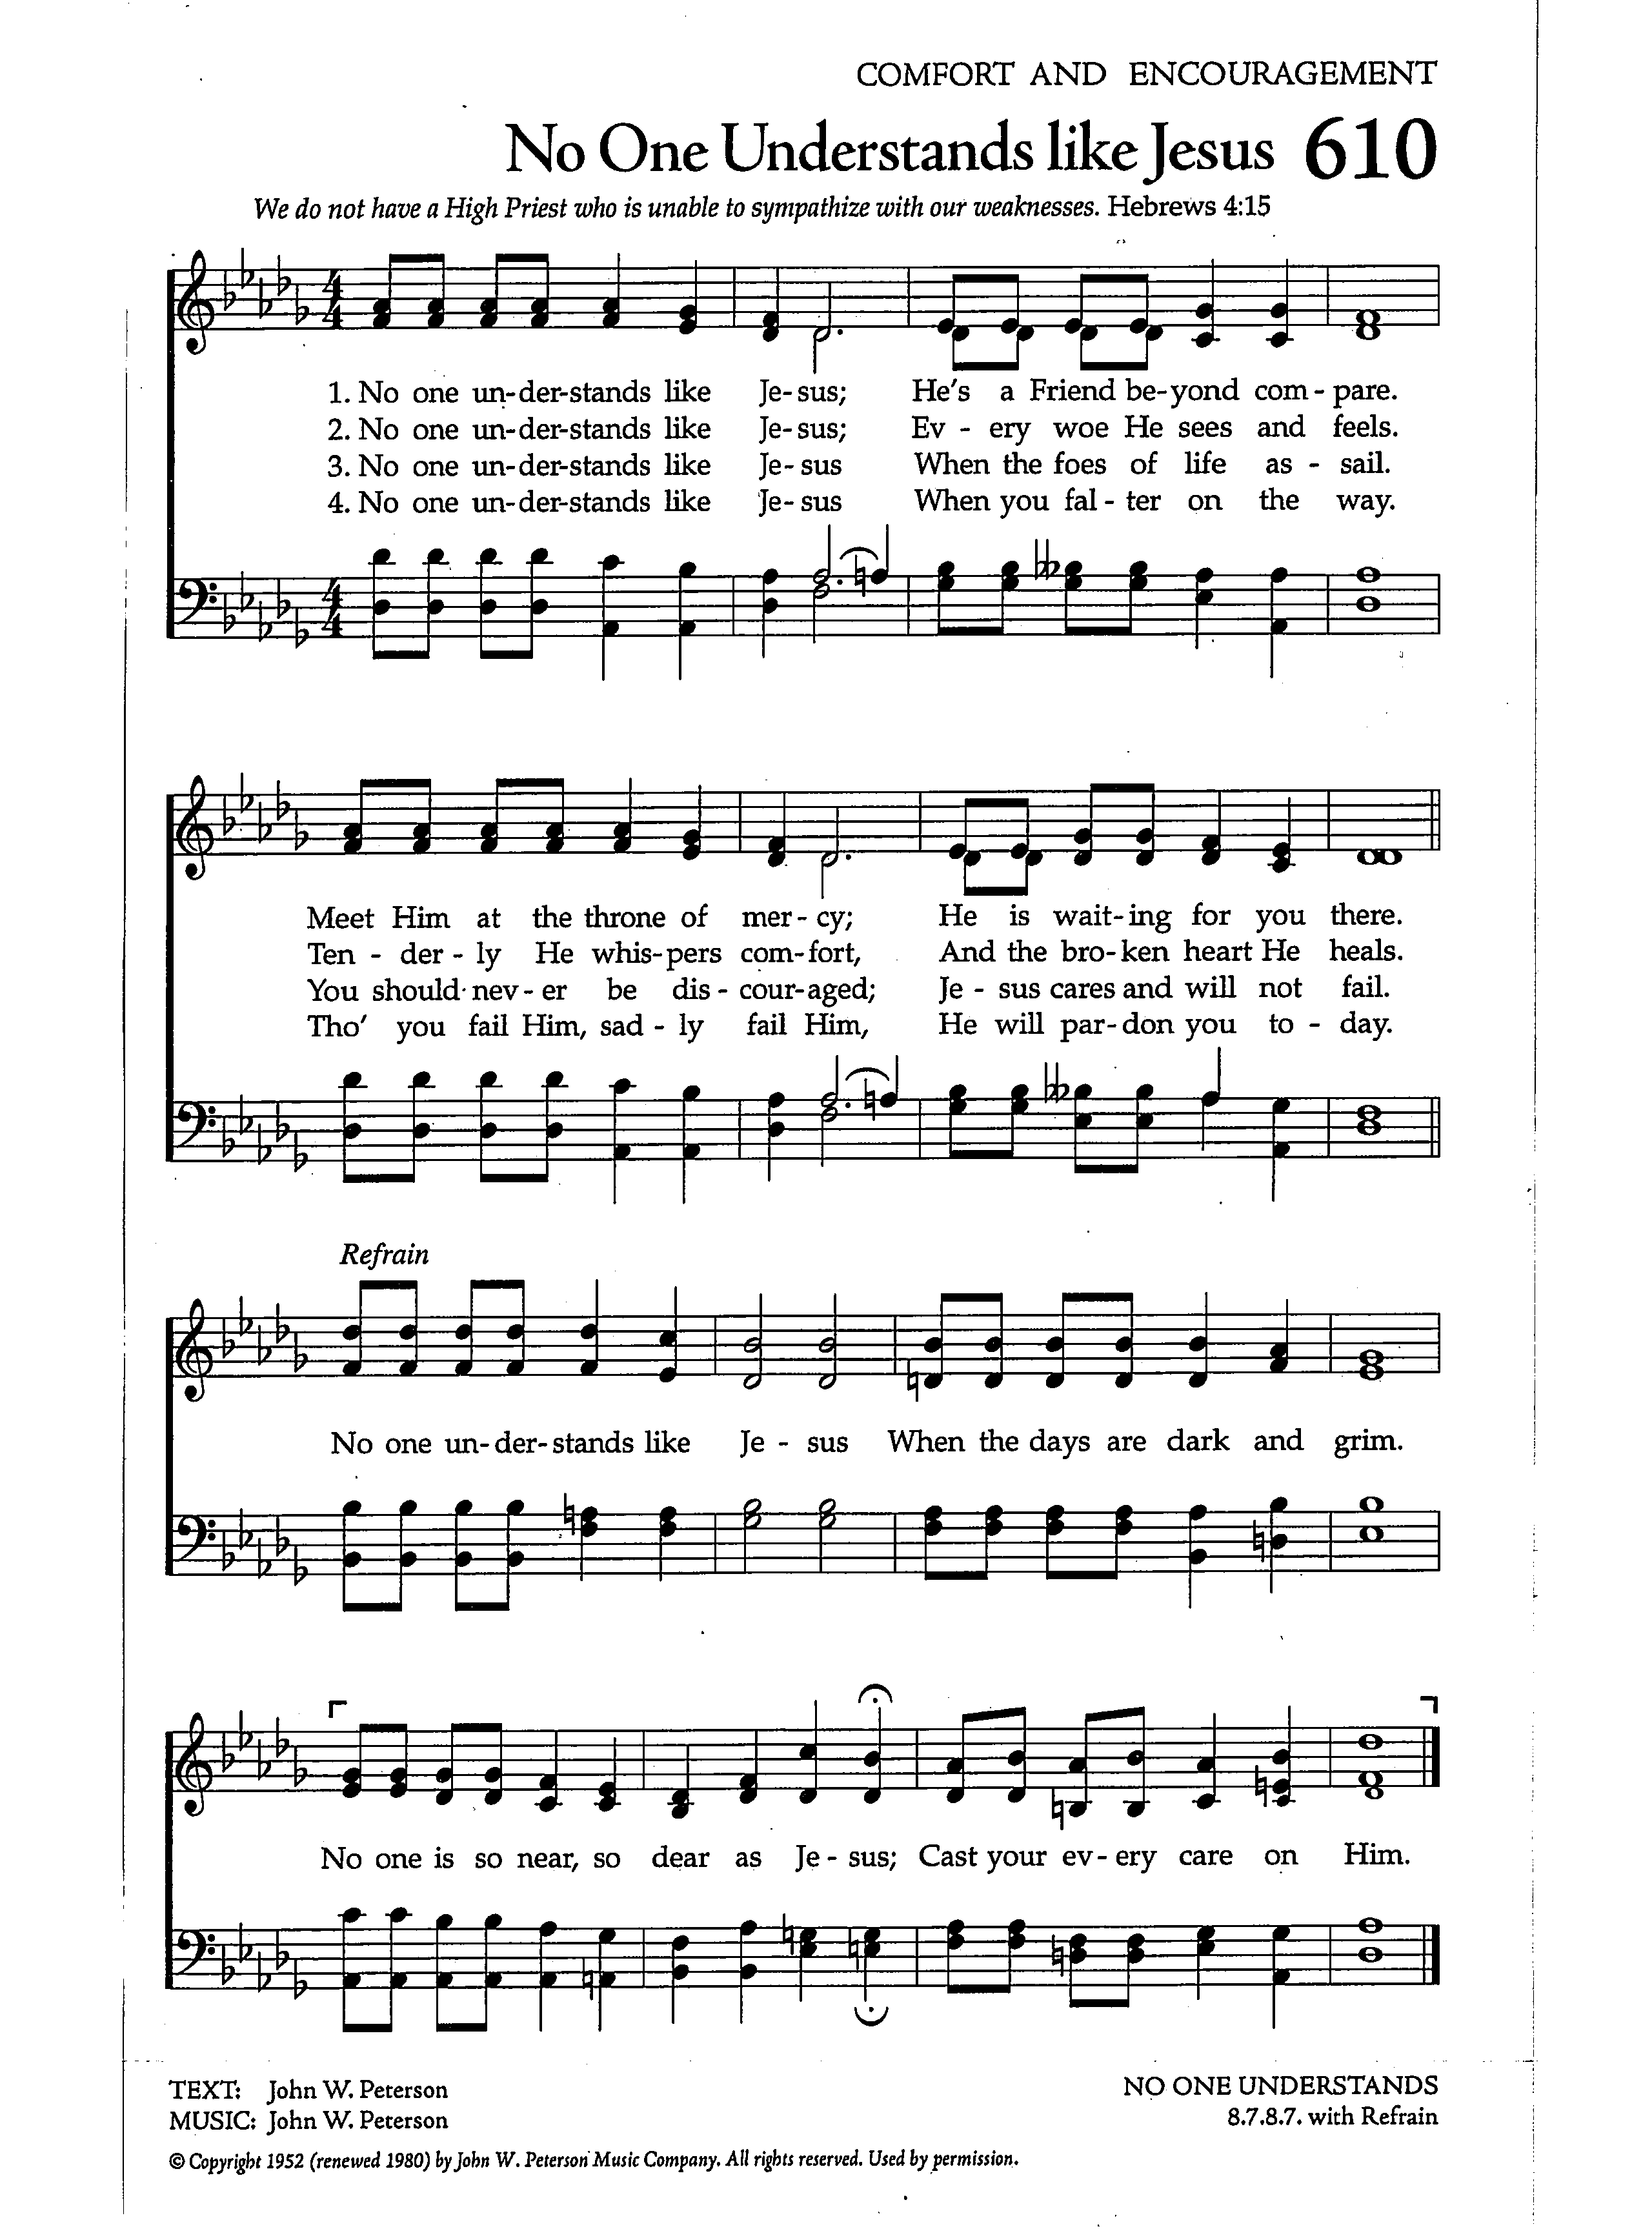 COMFORT AND ENCOURAGEMENT
No One Understands like Jesus 610
We do not have a High Priest who is unable to sympathize with our weaknesses. Hebrews 4:15
4 4
1. No one un-der-stands like Je-sus; He's a Friend be-yond com-pare.
2. No one un-der-stands like Je-sus; Ev-ery woe He sees and feels.
3. No one un-der-stands like Je-sus When the foes of life as-sail.
4. No one un-der-stands like Je-sus When you fal-ter on the way.
4 4
Meet Him at the throne of mer-cy; He is wait-ing for you there.
Ten-der-ly He whis-pers com-fort, And the bro-ken heart He heals.
You should nev-er be dis-cour-aged; Je-sus cares and will not fail.
Tho' you fail Him, sad-ly fail Him, He will par-don you to-day.
Refrain
No one un-der-stands like Je-sus When the days are dark and grim.
No one is so near, so dear as Je-sus; Cast your ev-ery care on Him.
TEXT: John W. Peterson
MUSIC: John W. Peterson
NO ONE UNDERSTANDS
8.7.8.7. with Refrain
© Copyright 1952 (renewed 1980) by John W. Peterson Music Company. All rights reserved. Used by permission.